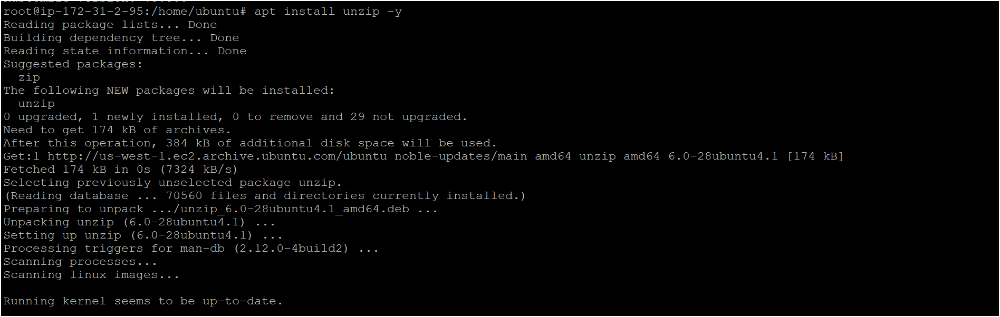 root@ip-172-31-2-95:/home/ubuntu# apt install unzip -y
Reading package lists... Done
Building dependency tree... Done
Reading state information... Done
Suggested packages:
  zip
The following NEW packages will be installed:
  unzip
0 upgraded, 1 newly installed, 0 to remove and 29 not upgraded.
Need to get 174 kB of archives.
After this operation, 384 kB of additional disk space will be used.
Get:1 http://us-west-1.ec2.archive.ubuntu.com/ubuntu noble-updates/main amd64 unzip amd64 6.0-28ubuntu4.1 [174 kB]
Fetched 174 kB in 0s (7324 kB/s)
Selecting previously unselected package unzip.
(Reading database ... 70560 files and directories currently installed.)
Preparing to unpack .../unzip_6.0-28ubuntu4.1_amd64.deb ...
Unpacking unzip (6.0-28ubuntu4.1) ...
Setting up unzip (6.0-28ubuntu4.1) ...
Processing triggers for man-db (2.12.0-4build2) ...
Scanning processes...
Scanning linux images...
Running kernel seems to be up-to-date.